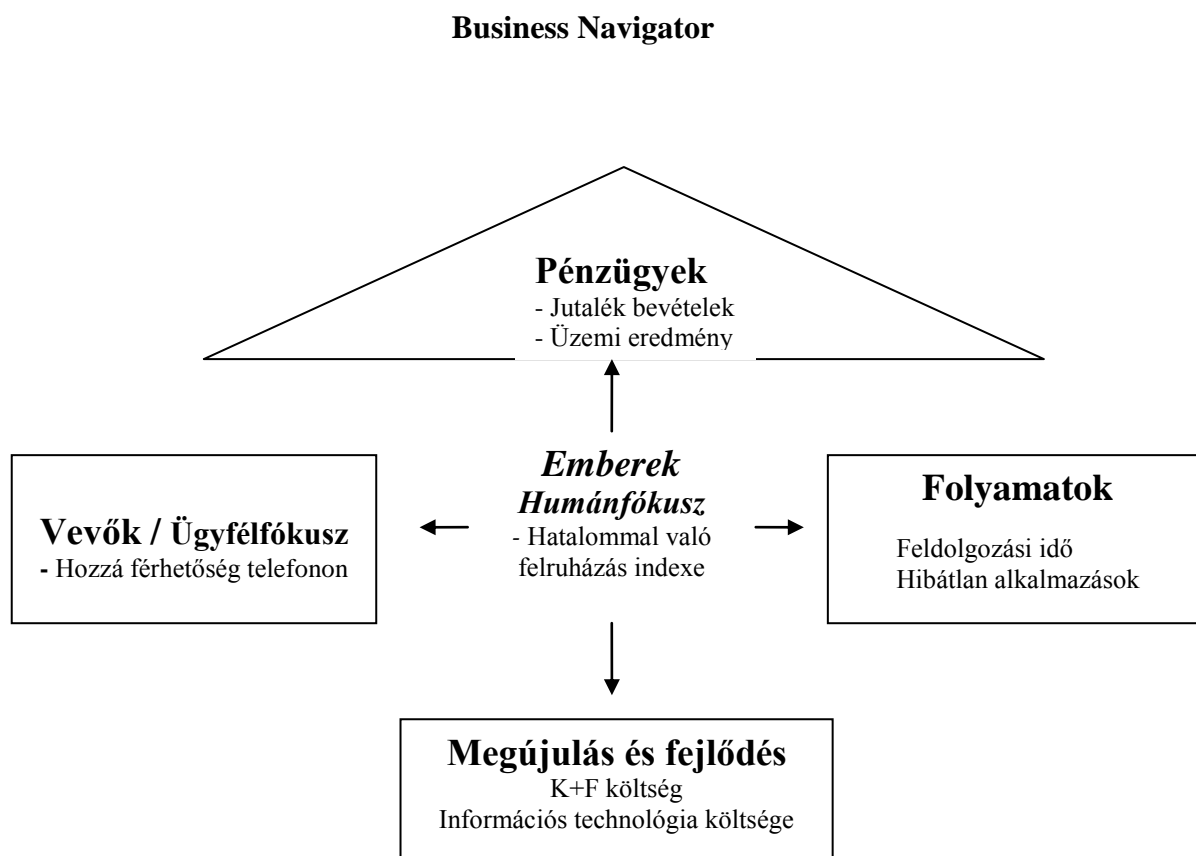 Business Navigator
Pénzügyek
- Jutalék bevételek
- Üzemi eredmény
Vevők / Ügyfélfókusz
- Hozzá férhetőség telefonon
Emberek
Humánfókusz
- Hatalommal való
felruházás indexe
Folyamatok
Feldolgozási idő
Hibátlan alkalmazások
Megújulás és fejlődés
K+F költség
Információs technológia költsége